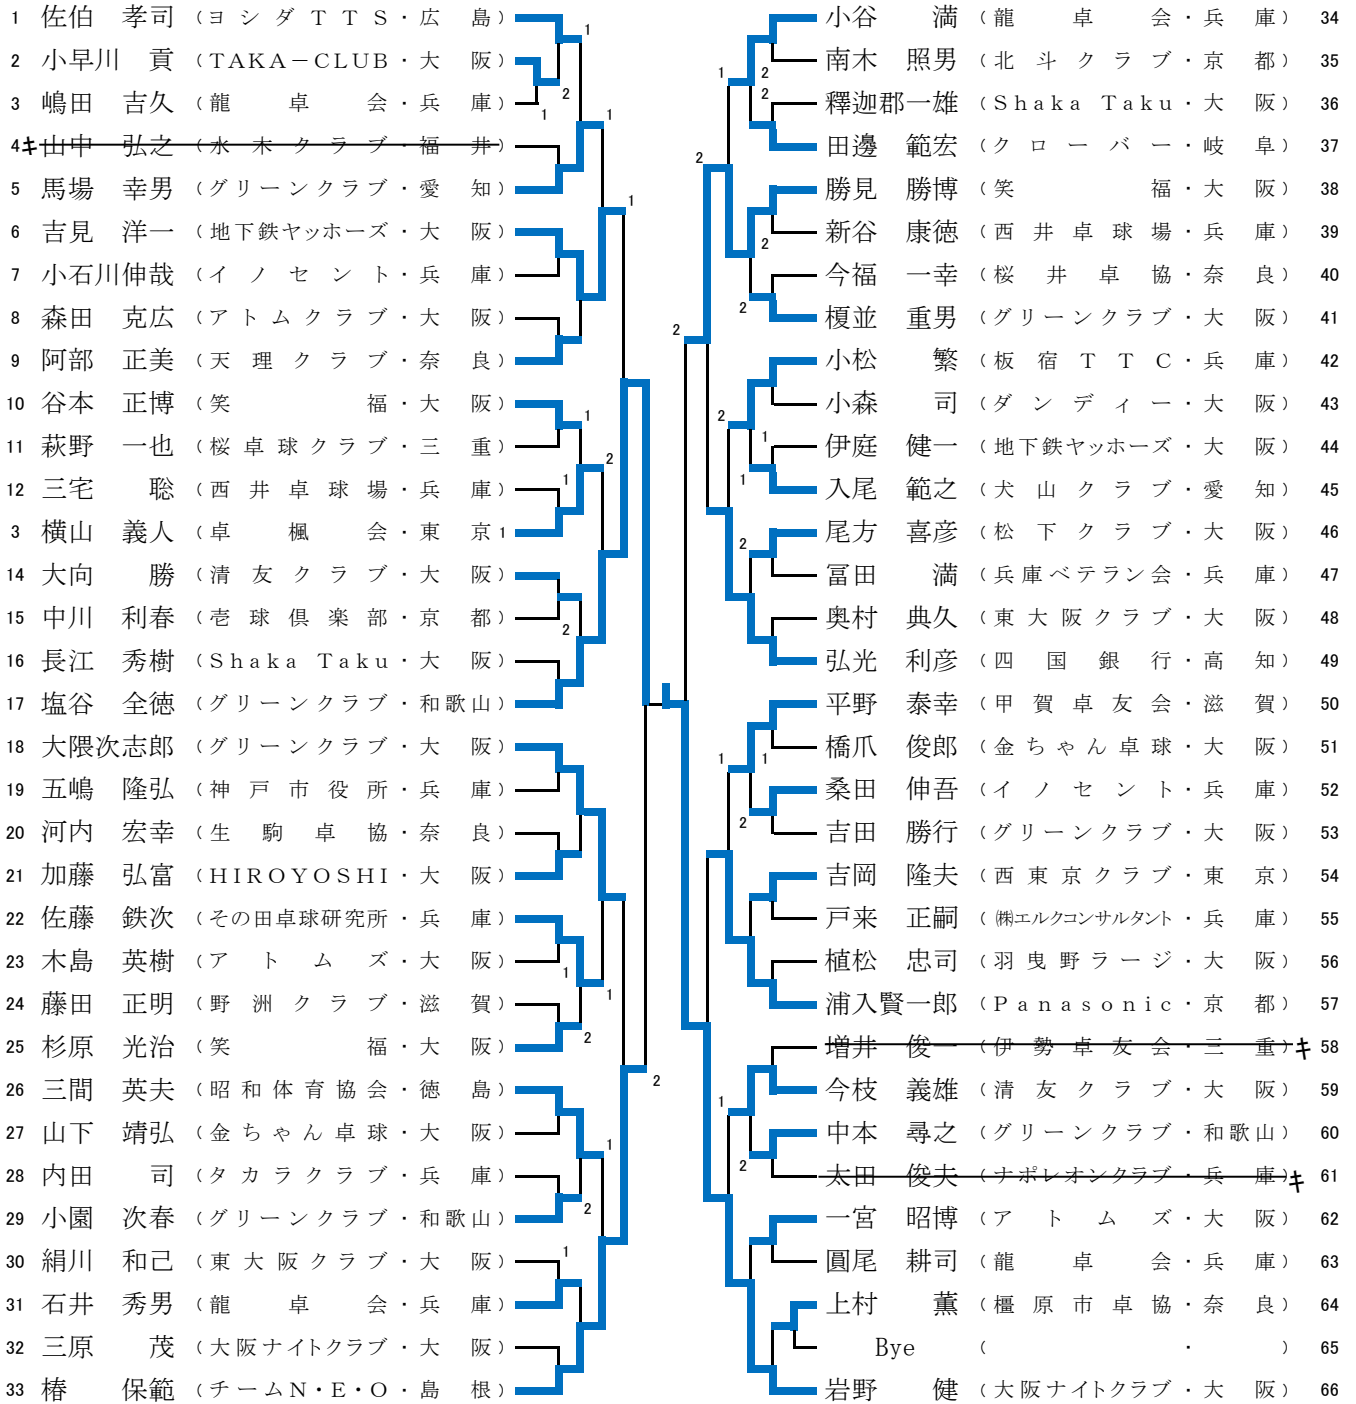 1 佐伯 孝司 (ヨシダTTS・広島)
2 小早川 貢 (TAKA－CLUB・大阪)
3 嶋田 吉久 (龍卓会・兵庫)
4キ 山中 弘之 (水木クラブ・福井)
5 馬場 幸男 (グリーンクラブ・愛知)
6 吉見 洋一 (地下鉄ヤッホーズ・大阪)
7 小石川伸哉 (イノセント・兵庫)
8 森田 克広 (アトムクラブ・大阪)
9 阿部 正美 (天理クラブ・奈良)
10 谷本 正博 (笑福・大阪)
11 萩野 一也 (桜卓球クラブ・三重)
12 三宅 聡 (西井卓球場・兵庫)
3 横山 義人 (卓楓会・東京1
14 大向 勝 (清友クラブ・大阪)
15 中川 利春 (壱球倶楽部・京都)
16 長江 秀樹 (Shaka Taku・大阪)
17 塩谷 全徳 (グリーンクラブ・和歌山)
18 大隈次志郎 (グリーンクラブ・大阪)
19 五嶋 隆弘 (神戸市役所・兵庫)
20 河内 宏幸 (生駒卓協・奈良)
21 加藤 弘富 (HIROYOSHI・大阪)
22 佐藤 鉄次 (その田卓球研究所・兵庫)
23 木島 英樹 (アトムズ・大阪)
24 藤田 正明 (野洲クラブ・滋賀)
25 杉原 光治 (笑福・大阪)
26 三間 英夫 (昭和体育協会・徳島)
27 山下 靖弘 (金ちゃん卓球・大阪)
28 内田 司 (タカラクラブ・兵庫)
29 小園 次春 (グリーンクラブ・和歌山)
30 絹川 和己 (東大阪クラブ・大阪)
31 石井 秀男 (龍卓会・兵庫)
32 三原 茂 (大阪ナイトクラブ・大阪)
33 椿 保範 (チームN・E・O・島根)
1
2
1
1
1
1
1
2
2
1
2
1
2
1
2
1
2
2
1
2
2
2
2
2
2
1
2
2
1
1
2
1
2
小谷 満 (龍卓会・兵庫) 34
南木 照男 (北斗クラブ・京都) 35
釋迦郡一雄 (Shaka Taku・大阪) 36
田邊 範宏 (クローバー・岐阜) 37
勝見 勝博 (笑福・大阪) 38
新谷 康徳 (西井卓球場・兵庫) 39
今福 一幸 (桜井卓協・奈良) 40
榎並 重男 (グリーンクラブ・大阪) 41
小松 繁 (板宿TTC・兵庫) 42
小森 司 (ダンディー・大阪) 43
伊庭 健一 (地下鉄ヤッホーズ・大阪) 44
入尾 範之 (犬山クラブ・愛知) 45
尾方 喜彦 (松下クラブ・大阪) 46
冨田 満 (兵庫ベテラン会・兵庫) 47
奥村 典久 (東大阪クラブ・大阪) 48
弘光 利彦 (四国銀行・高知) 49
平野 泰幸 (甲賀卓友会・滋賀) 50
橋爪 俊郎 (金ちゃん卓球・大阪) 51
桑田 伸吾 (イノセント・兵庫) 52
吉田 勝行 (グリーンクラブ・大阪) 53
吉岡 隆夫 (西東京クラブ・東京) 54
戸来 正嗣 (㈱エルクコンサルタント・兵庫) 55
植松 忠司 (羽曳野ラージ・大阪) 56
浦入賢一郎 (Panasonic・京都) 57
増井 俊一 (伊勢卓友会・三重)キ 58
今枝 義雄 (清友クラブ・大阪) 59
中本 尋之 (グリーンクラブ・和歌山) 60
太田 俊夫 (ナポレオンクラブ・兵庫)キ 61
一宮 昭博 (アトムズ・大阪) 62
圓尾 耕司 (龍卓会・兵庫) 63
上村 薫 (橿原市卓協・奈良) 64
Bye (・) 65
岩野 健 (大阪ナイトクラブ・大阪) 66